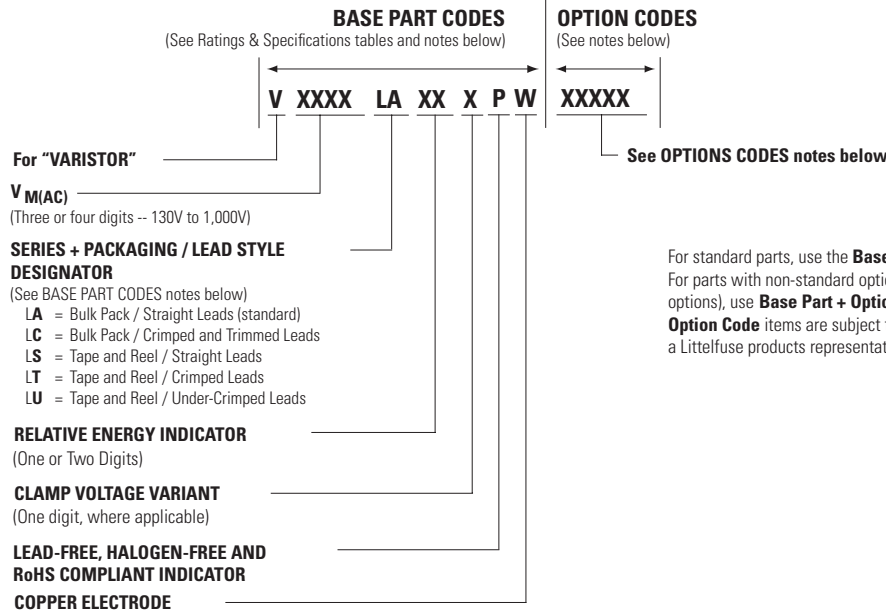 BASE PART CODES
(See Ratings & Specifications tables and notes below)
OPTION CODES
(See notes below)
V XXXX LA XX X P W XXXXX
For “VARISTOR”
See OPTIONS CODES notes below
V M(AC)
(Three or four digits -- 130V to 1,000V)
SERIES + PACKAGING / LEAD STYLE
DESIGNATOR
(See BASE PART CODES notes below)
LA = Bulk Pack / Straight Leads (standard)
LC = Bulk Pack / Crimped and Trimmed Leads
LS = Tape and Reel / Straight Leads
LT = Tape and Reel / Crimped Leads
LU = Tape and Reel / Under-Crimped Leads
For standard parts, use the Base
For parts with non-standard opti
options), use Base Part + Optio
Option Code items are subject
a Littelfuse products representat
RELATIVE ENERGY INDICATOR
(One or Two Digits)
CLAMP VOLTAGE VARIANT
(One digit, where applicable)
LEAD-FREE, HALOGEN-FREE AND
RoHS COMPLIANT INDICATOR
COPPER ELECTRODE